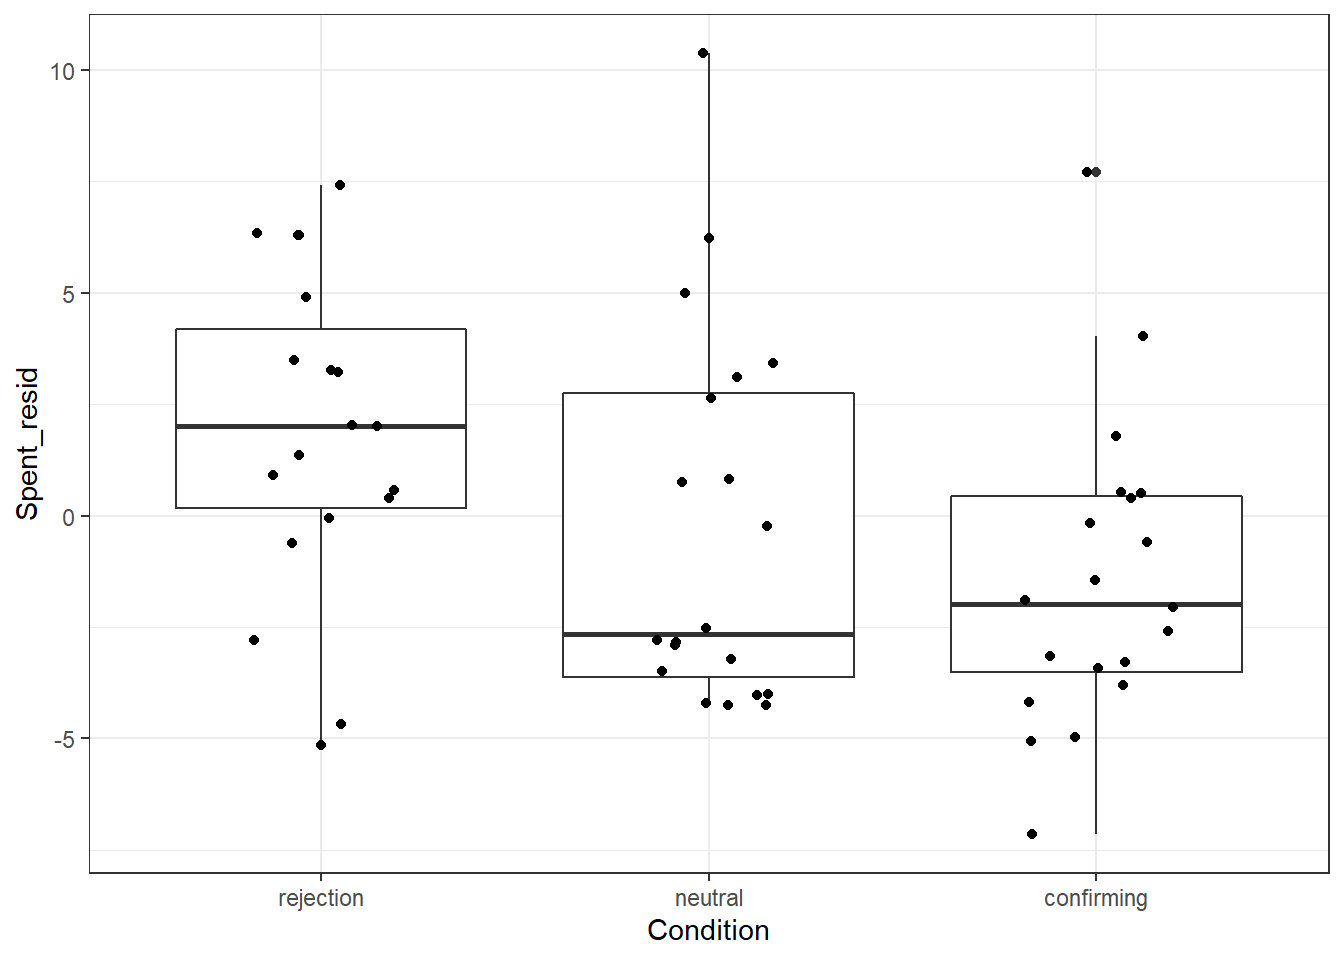 10
5
0
-5
Spent_resid
rejection
neutral
confirming
Condition